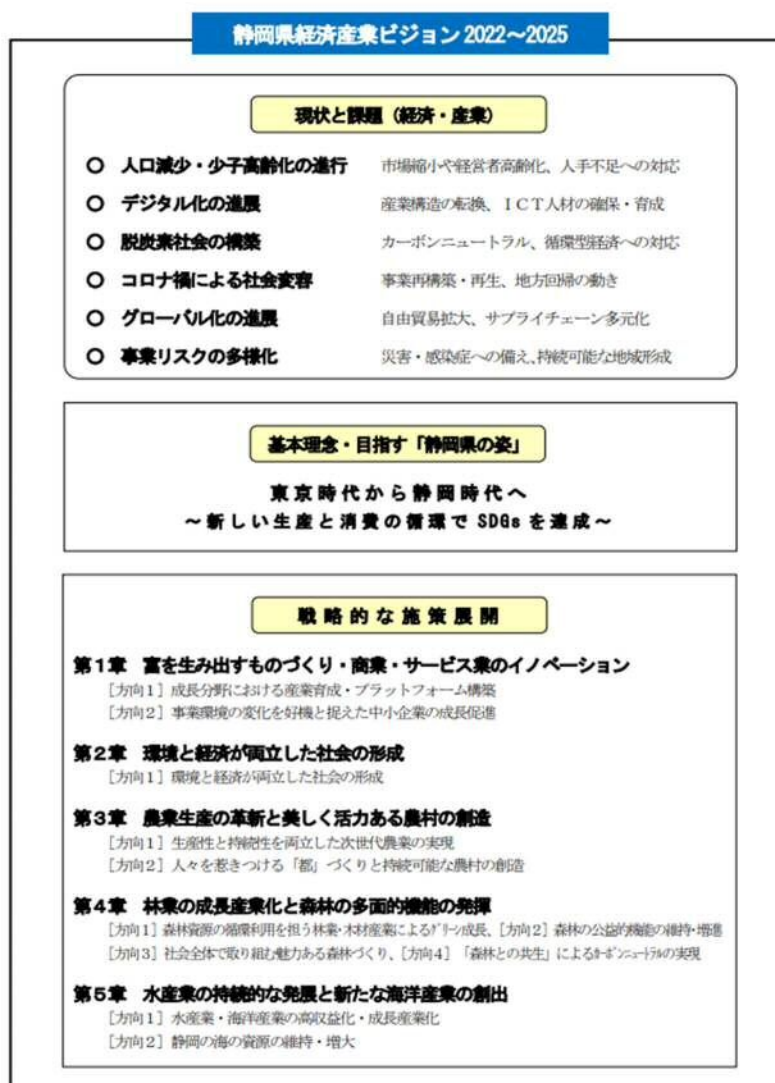 静岡県経済産業ビジョン2022～2025
現状と課題（経済・産業）
〇 人口減少・少子高齢化の進行 市場縮小や経営者高齢化、人手不足への対応
〇 デジタル化の進展 産業構造の転換、ＩＣＴ人材の確保・育成
〇 脱炭素社会の構築 カーボンニュートラル、循環型経済への対応
〇 コロナ禍による社会変容 事業再構築・再生、地方回帰の動き
〇 グローバル化の進展 自由貿易拡大、サプライチェーン多元化
〇 事業リスクの多様化 災害・感染症への備え、持続可能な地域形成
基本理念・目指す「静岡県の姿」
東京時代から静岡時代へ
～新しい生産と消費の循環でSDGsを達成～
戦略的な施策展開
第１章 富を生み出すものづくり・商業・サービス業のイノベーション
［方向１］成長分野における産業育成・プラットフォーム構築
［方向２］事業環境の変化を好機と捉えた中小企業の成長促進
第２章 環境と経済が両立した社会の形成
［方向１］環境と経済が両立した社会の形成
第３章 農業生産の革新と美しく活力ある農村の創造
［方向１］生産性と持続性を両立した次世代農業の実現
［方向２］人々を惹きつける「都」づくりと持続可能な農村の創造
第４章 林業の成長産業化と森林の多面的機能の発揮
［方向１］森林資源の循環利用を担う林業・木材産業によるｸﾞﾘｰﾝ成長、［方向２］森林の公益的機能の維持・増進
［方向３］社会全体で取り組む魅力ある森林づくり、［方向４］「森林との共生」によるｶｰﾎﾞﾝﾆｭｰﾄﾗﾙの実現
第５章 水産業の持続的な発展と新たな海洋産業の創出
［方向１］水産業・海洋産業の高収益化・成長産業化
［方向２］静岡の海の資源の維持・増大